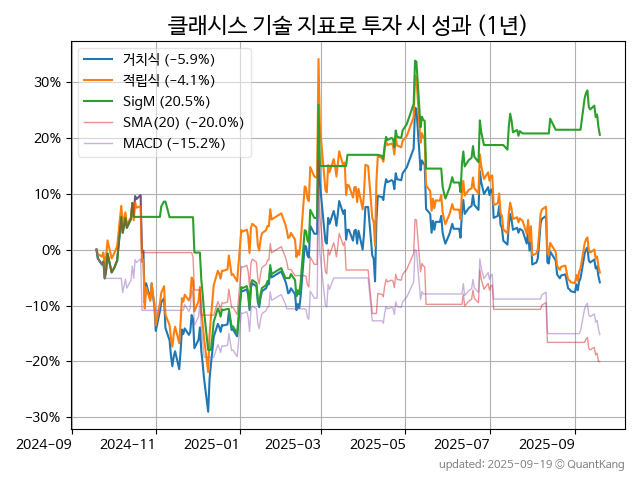 클래시스 기술 지표로 투자 시 성과 (1년)
거치식 (−5.9%)
적립식 (−4.1%)
SigM (20.5%)
SMA(20) (−20.0%)
MACD (−15.2%)
30%
20%
10%
0%
−10%
−20%
−30%
2024-09 2024-11 2025-01 2025-03 2025-05 2025-07 2025-09
updated: 2025-09-19 ⓒ QuantKang